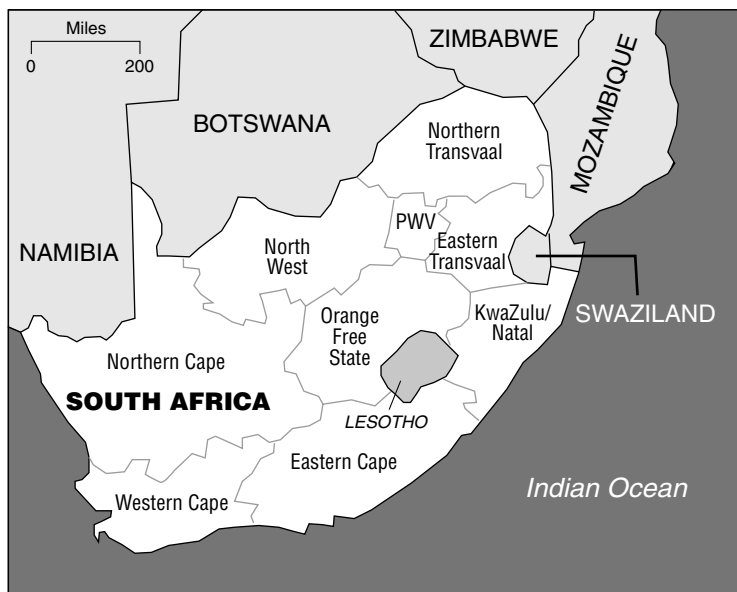 Miles
0 200
ZIMBABWE
MOZAMBIQUE
BOTSWANA
Northern
Transvaal
NAMIBIA
North
West
PWV
Eastern
Transvaal
SWAZILAND
Orange
Free
State
KwaZulu/
Natal
Northern Cape
SOUTH AFRICA
LESOTHO
Eastern Cape
Western Cape
Indian Ocean